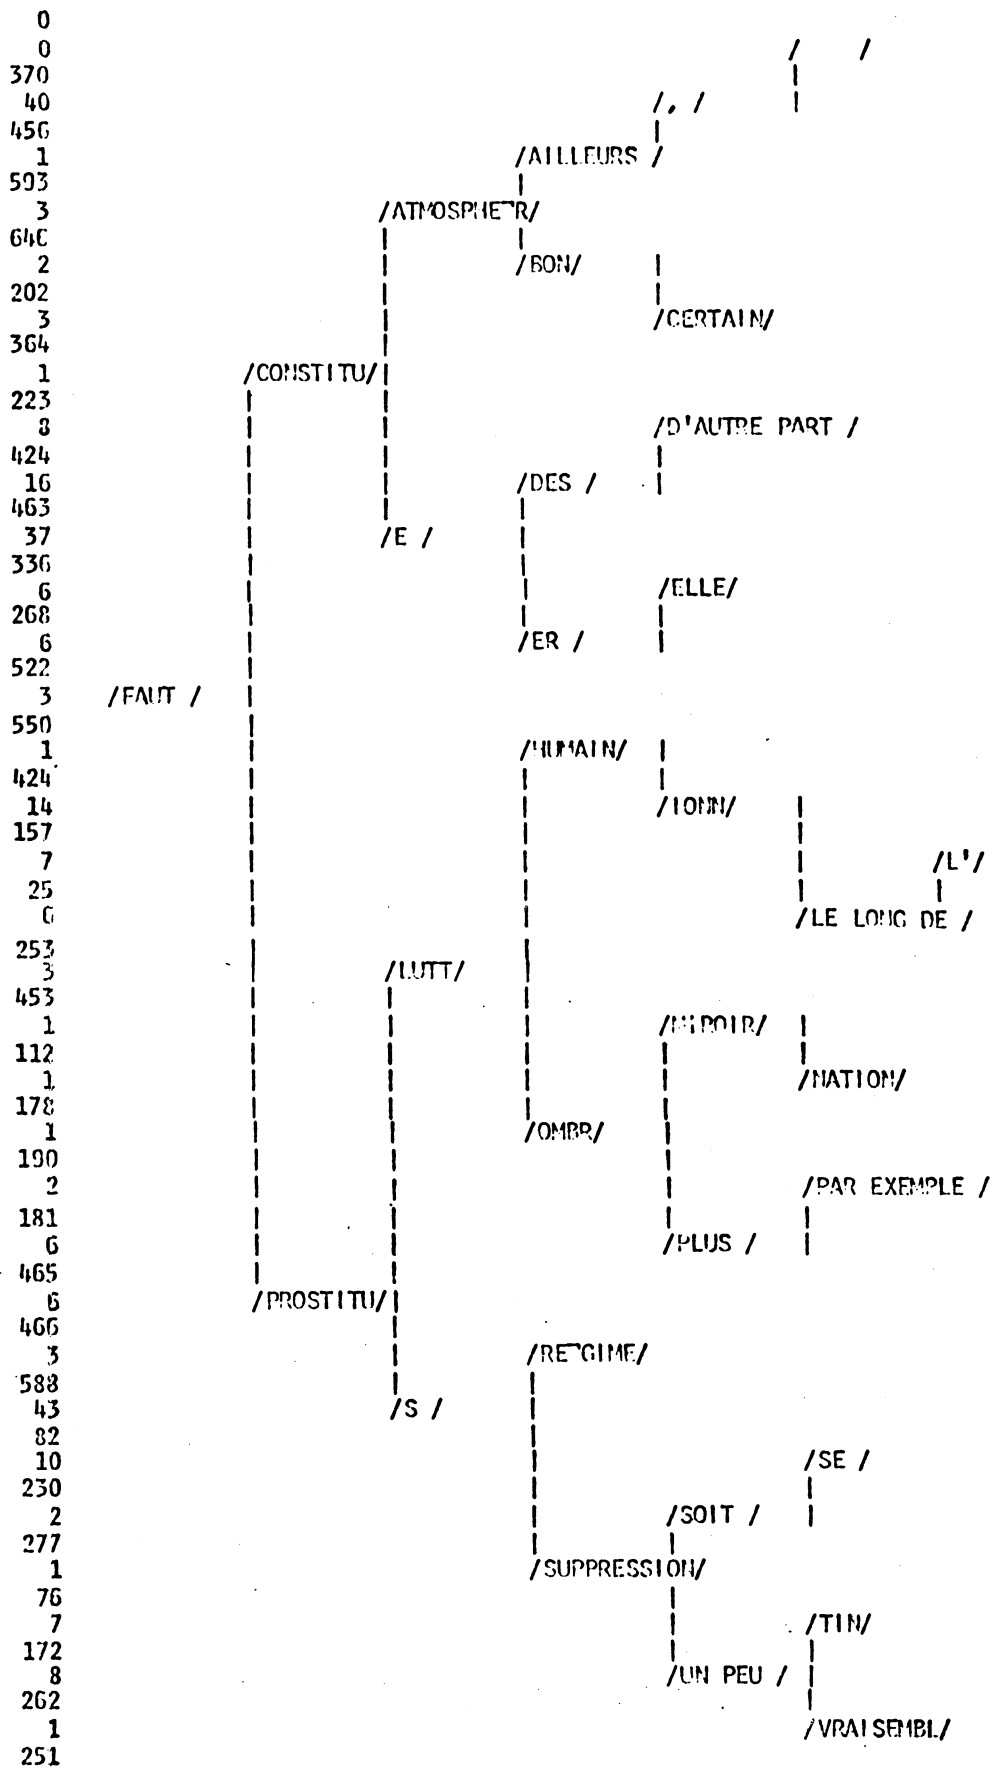 0
0 / /
370
40 /, /
456
1 /AILLEURS /
503
3 /ATMOSPHE¬R/
640
2 /BON/
202
3 /CERTAIN/
364
1 /CONSTITU/
223
8 /D'AUTRE PART /
424
16 /DES /
463
37 /E /
336
6 /ELLE/
268
6 /ER /
522
3 /FAUT /
550
1 /HUMAIN/
424
14 /IONN/
157
7 /L'/
25
6 /LE LONG DE /
253
3 /LUTT/
453
1 /MIROIR/
112
1 /NATION/
178
1 /OMBR/
190
2 /PAR EXEMPLE /
181
6 /PLUS /
465
6 /PROSTITU/
466
3 /RE¬GIME/
588
43 /S /
82
10 /SE /
230
2 /SOIT /
277
1 /SUPPRESSION/
76
7 /TIN/
172
8 /UN PEU /
262
1 /VRAISEMBL/
251